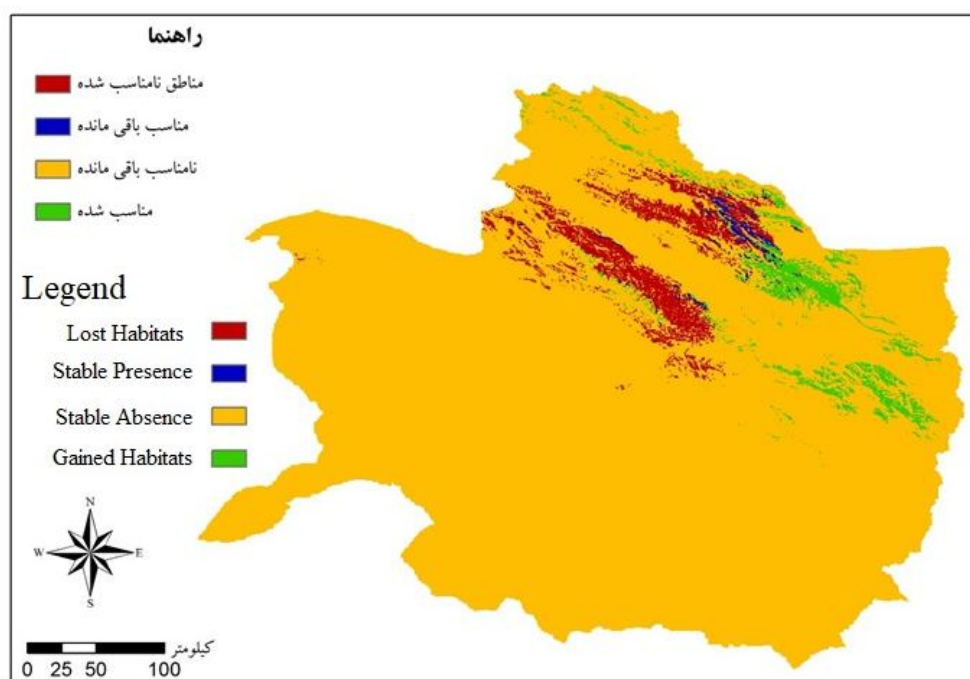 راهنما
مناطق نامناسب شده
مناسب باقی مانده
نامناسب باقی مانده
مناسب شده
Legend
Lost Habitats
Stable Presence
Stable Absence
Gained Habitats
N
W E
S
کیلومتر
0 25 50 100